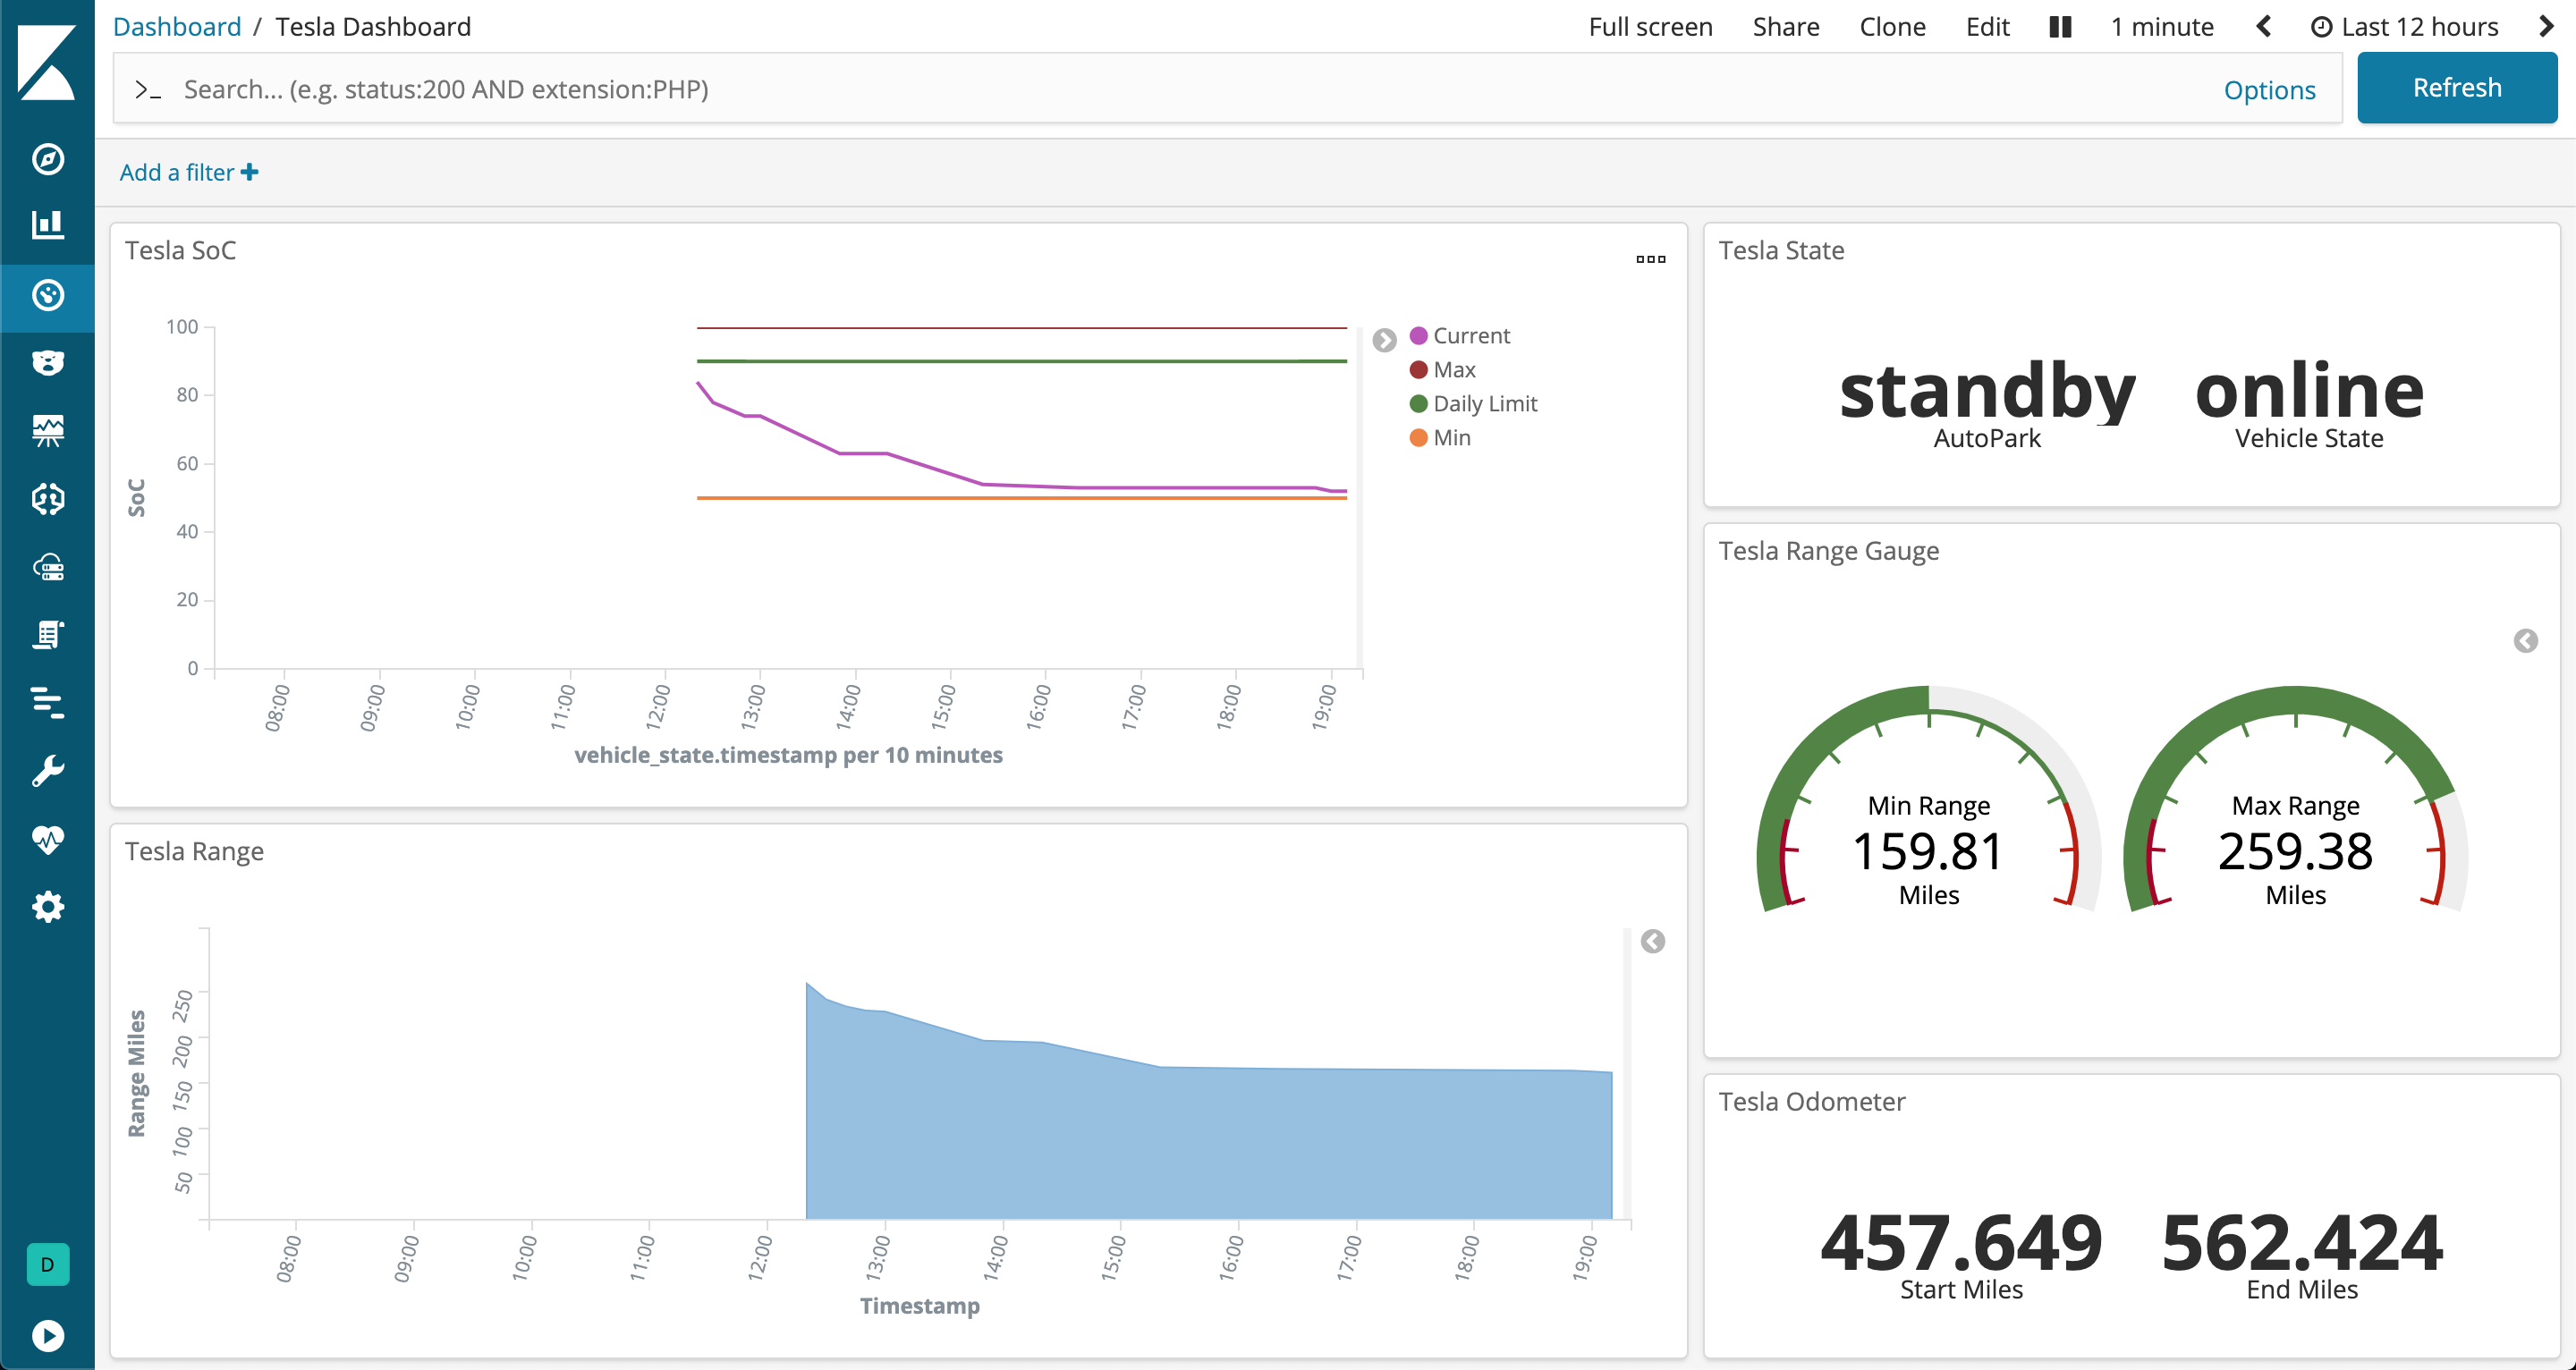 Dashboard / Tesla Dashboard
Full screen Share Clone Edit 1 minute Last 12 hours
>_ Search... (e.g. status:200 AND extension:PHP) Options Refresh
Add a filter +
Tesla SoC
100
80
60
40
20
0
SoC
08:00 09:00 10:00 11:00 12:00 13:00 14:00 15:00 16:00 17:00 18:00 19:00
vehicle_state.timestamp per 10 minutes
Current
Max
Daily Limit
Min
Tesla State
standby online
AutoPark Vehicle State
Tesla Range Gauge
Min Range Max Range
159.81 259.38
Miles Miles
Tesla Range
250
200
150
100
50
Range Miles
08:00 09:00 10:00 11:00 12:00 13:00 14:00 15:00 16:00 17:00 18:00 19:00
Timestamp
Tesla Odometer
457.649 562.424
Start Miles End Miles
D